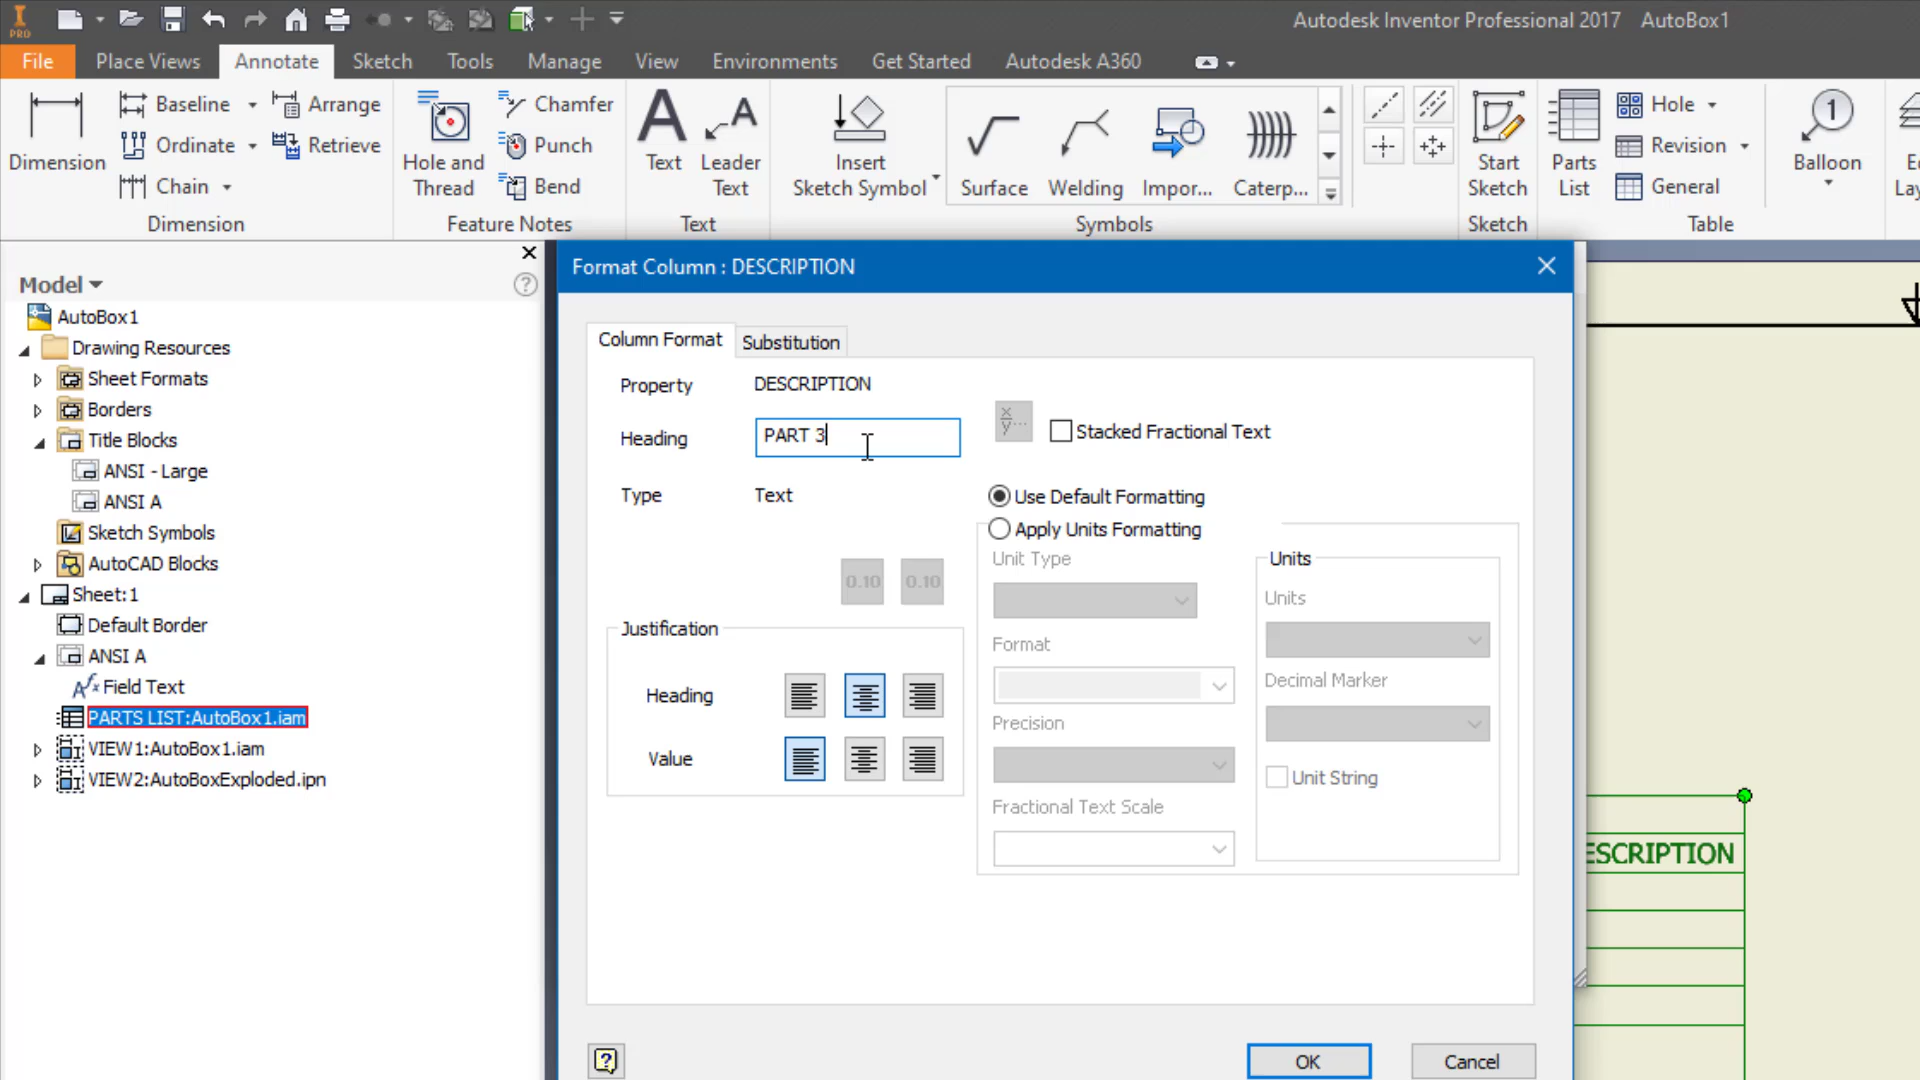 PRO
Autodesk Inventor Professional 2017 AutoBox1
File Place Views Annotate Sketch Tools Manage View Environments Get Started Autodesk A360
Dimension
Baseline
Ordinate
Chain
Arrange
Retrieve
Dimension
Hole and
Thread
Chamfer
Punch
Bend
Feature Notes
Text
Leader
Text
Text
Insert
Sketch Symbol
Surface
Welding
Impor...
Caterp...
Symbols
Start
Sketch
Sketch
Parts
List
Hole
Revision
General
Table
Balloon
Model
AutoBox1
Drawing Resources
Sheet Formats
Borders
Title Blocks
ANSI - Large
ANSI A
Sketch Symbols
AutoCAD Blocks
Sheet:1
Default Border
ANSI A
Field Text
PARTS LIST:AutoBox1.iam
VIEW1:AutoBox1.iam
VIEW2:AutoBoxExploded.ipn
Format Column : DESCRIPTION
Column Format Substitution
Property DESCRIPTION
Heading PART 3
Stacked Fractional Text
Type Text
Use Default Formatting
Apply Units Formatting
0.10 0.10
Justification
Heading
Value
Unit Type
Format
Precision
Fractional Text Scale
Units
Units
Decimal Marker
Unit String
OK Cancel
ESCRIPTION